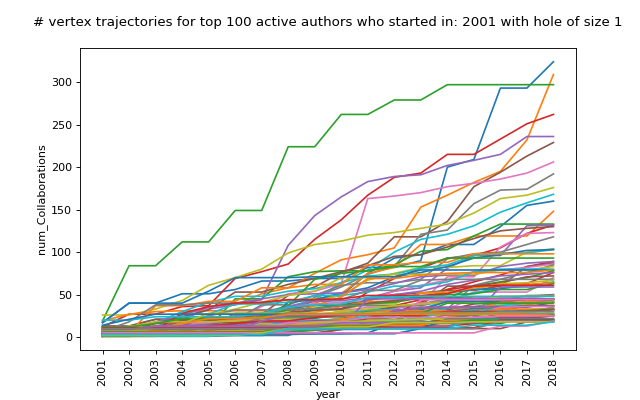 # vertex trajectories for top 100 active authors who started in: 2001 with hole of size 1
num_Collaborations
300
250
200
150
100
50
0
2001 2002 2003 2004 2005 2006 2007 2008 2009 2010 2011 2012 2013 2014 2015 2016 2017 2018
year